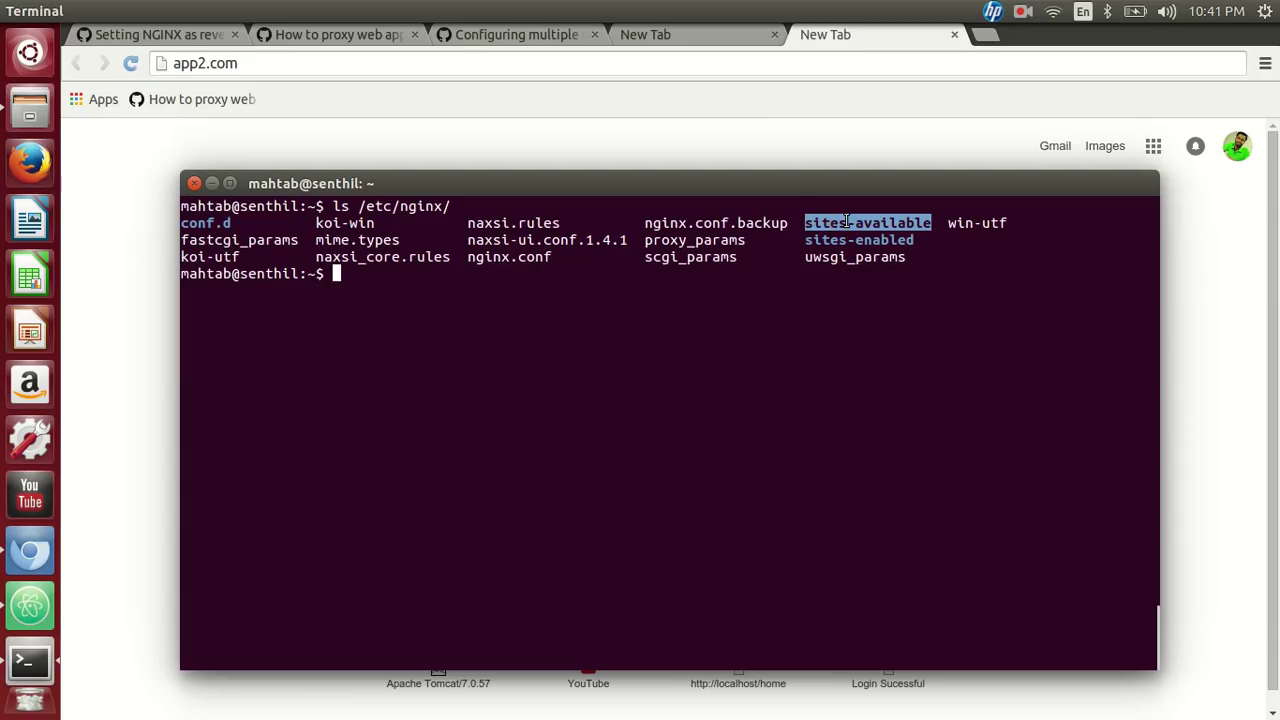 Terminal
En
10:41 PM
Setting NGINX as reve
How to proxy web app
Configuring multiple
New Tab
New Tab
app2.com
Apps
How to proxy web
Gmail
Images
mahtab@senthil: ~
mahtab@senthil:~$ ls /etc/nginx/
conf.d koi-win naxsi.rules nginx.conf.backup sites-available win-utf
fastcgi_params mime.types naxsi-ui.conf.1.4.1 proxy_params sites-enabled
koi-utf naxsi_core.rules nginx.conf scgi_params uwsgi_params
mahtab@senthil:~$
Apache Tomcat/7.0.57
YouTube
http://localhost/home
Login Sucessful
hp
a
You
Tube
>_